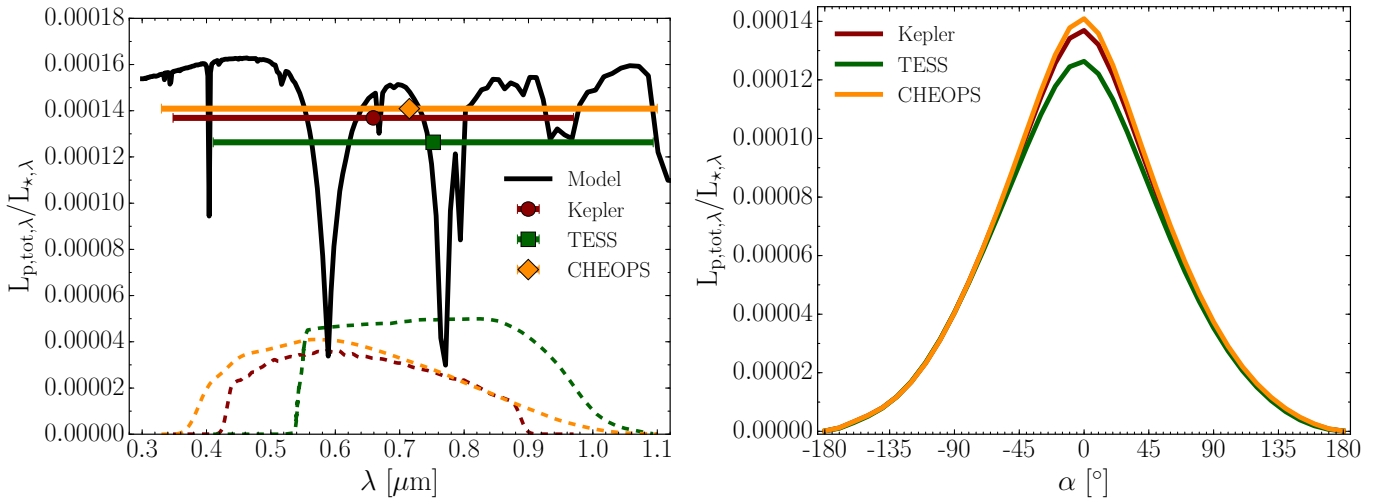 0.00018
0.00016
0.00014
0.00012
0.00010
0.00008
0.00006
0.00004
0.00002
0.00000
L_{p,tot,λ}/L_{⋆,λ}
Model
Kepler
TESS
CHEOPS
0.3 0.4 0.5 0.6 0.7 0.8 0.9 1.0 1.1
λ [μm]
0.00014
0.00012
0.00010
0.00008
0.00006
0.00004
0.00002
0.00000
L_{p,tot,λ}/L_{⋆,λ}
Kepler
TESS
CHEOPS
-180 -135 -90 -45 0 45 90 135 180
α [°]